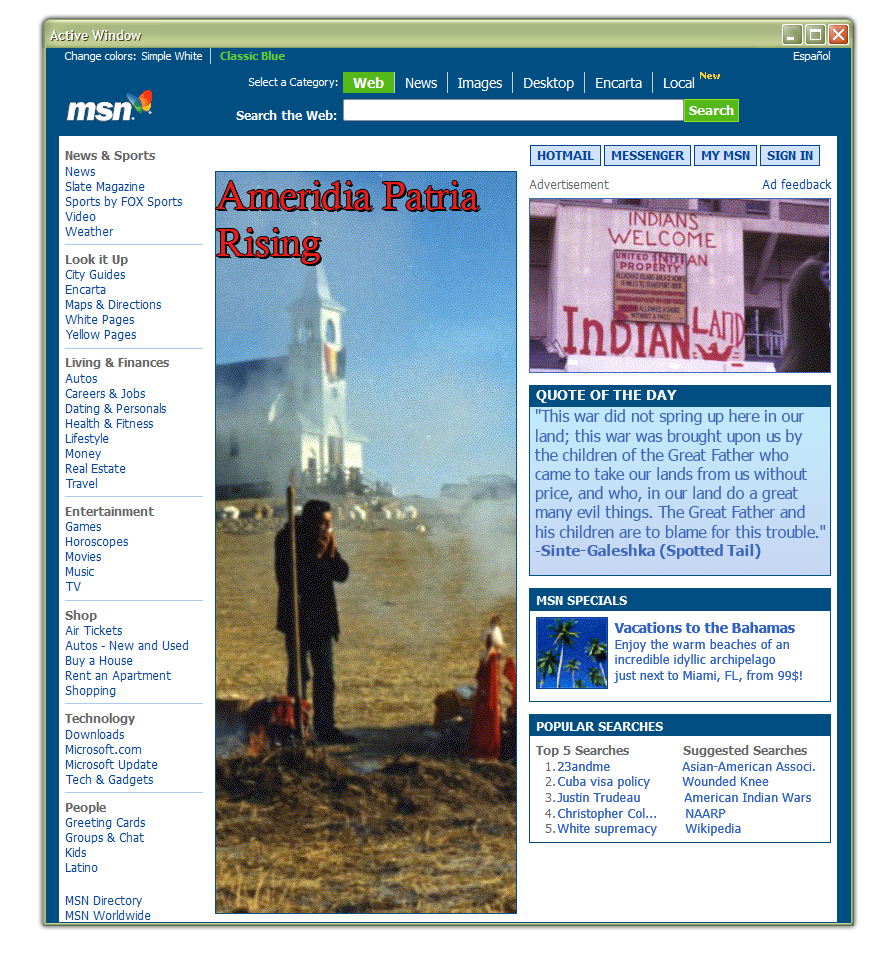 Active Window
Change colors: Simple White | Classic Blue
Español
Select a Category: Web News Images Desktop Encarta Local New
msn
Search the Web: Search
News & Sports
News
Slate Magazine
Sports by FOX Sports
Video
Weather
Look it Up
City Guides
Encarta
Maps & Directions
White Pages
Yellow Pages
Living & Finances
Autos
Careers & Jobs
Dating & Personals
Health & Fitness
Lifestyle
Money
Real Estate
Travel
Entertainment
Games
Horoscopes
Movies
Music
TV
Shop
Air Tickets
Autos - New and Used
Buy a House
Rent an Apartment
Shopping
Technology
Downloads
Microsoft.com
Microsoft Update
Tech & Gadgets
People
Greeting Cards
Groups & Chat
Kids
Latino
MSN Directory
MSN Worldwide
Ameridia Patria
Rising
HOTMAIL MESSENGER MY MSN SIGN IN
Advertisement Ad feedback
INDIANS
WELCOME
UNITED INDIAN
PROPERTY
INDIAN LAND
QUOTE OF THE DAY
"This war did not spring up here in our
land; this war was brought upon us by
the children of the Great Father who
came to take our lands from us without
price, and who, in our land do a great
many evil things. The Great Father and
his children are to blame for this trouble."
-Sinte-Galeshka (Spotted Tail)
MSN SPECIALS
Vacations to the Bahamas
Enjoy the warm beaches of an
incredible idyllic archipelago
just next to Miami, FL, from 99$!
POPULAR SEARCHES
Top 5 Searches
1. 23andme
2. Cuba visa policy
3. Justin Trudeau
4. Christopher Col...
5. White supremacy
Suggested Searches
Asian-American Associ.
Wounded Knee
American Indian Wars
NAARP
Wikipedia